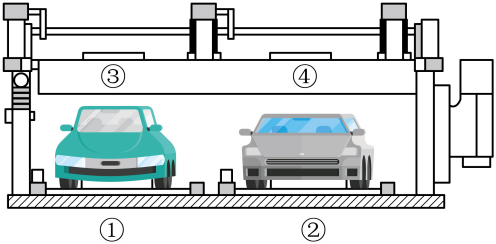 ③ ④
① ②